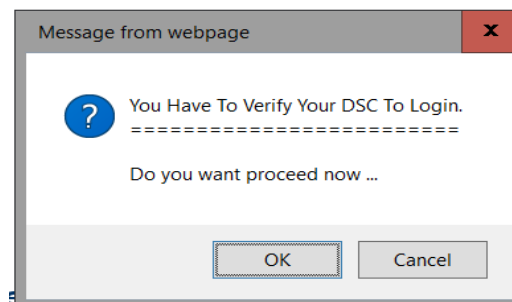 Message from webpage
x
?
You Have To Verify Your DSC To Login.
=========================
Do you want proceed now ...
OK
Cancel